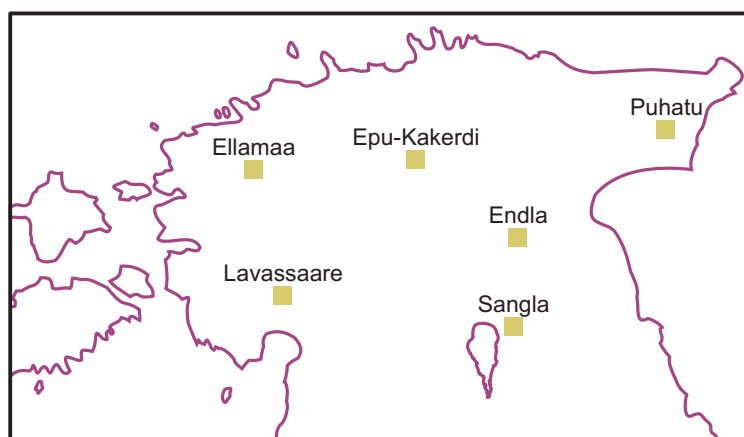 Puhatu
Epu-Kakerdi
Ellamaa
Endla
Lavassaare
Sangla